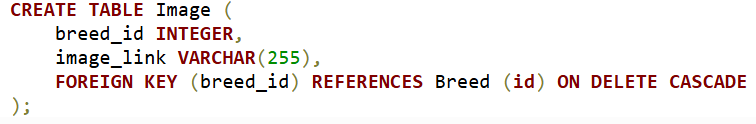 CREATE TABLE Image (
    breed_id INTEGER,
    image_link VARCHAR(255),
    FOREIGN KEY (breed_id) REFERENCES Breed (id) ON DELETE CASCADE
);